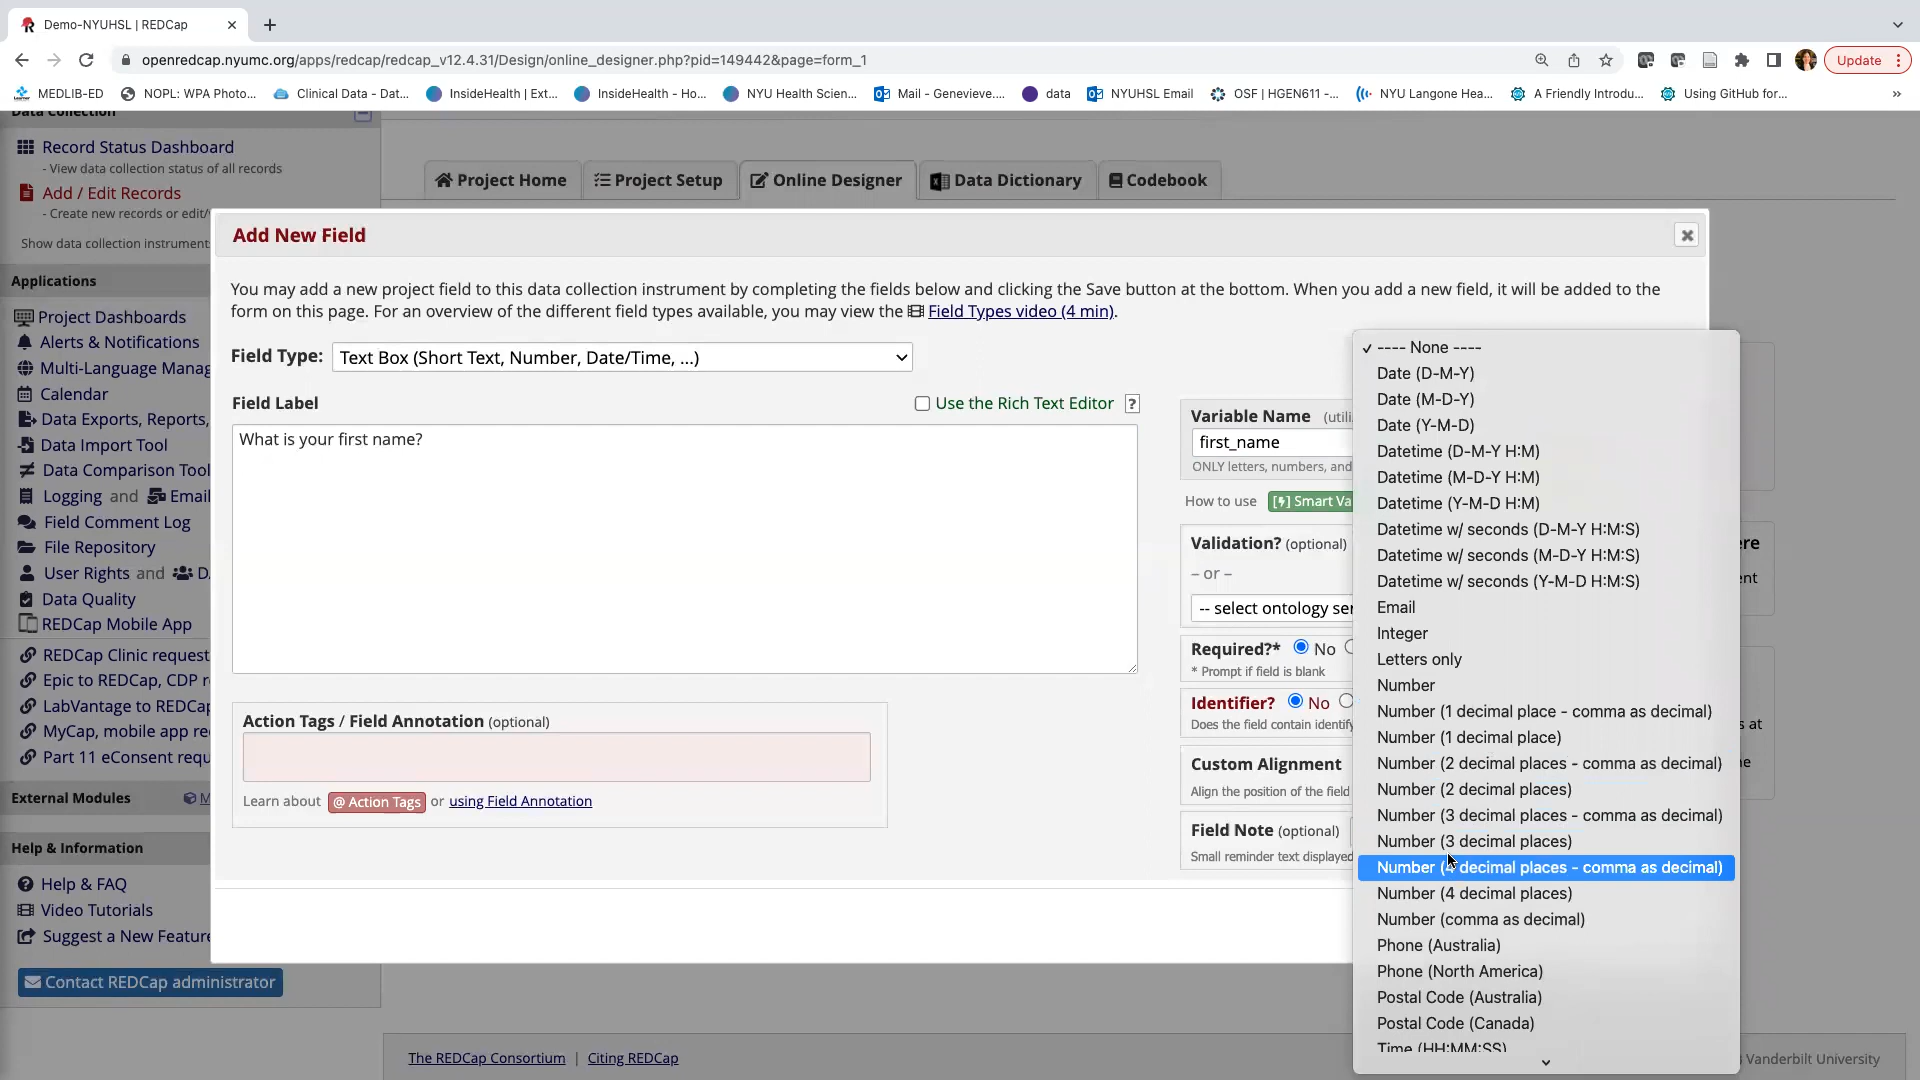 Demo-NYUHSL | REDCap
openredcap.nyumc.org/apps/redcap/redcap_v12.4.31/Design/online_designer.php?pid=149442&page=form_1
Update
MEDLIB-ED
NOPL: WPA Photo...
Clinical Data - Dat...
InsideHealth | Ext...
InsideHealth - Ho...
NYU Health Scien...
Mail - Genevieve....
data
NYUHSL Email
OSF | HGEN611 -...
NYU Langone Hea...
A Friendly Introdu...
Using GitHub for...
»
Data Collection
Record Status Dashboard
- View data collection status of all records
Add / Edit Records
- Create new records or edit/
Show data collection instrument
Applications
Project Dashboards
Alerts & Notifications
Multi-Language Manag
Calendar
Data Exports, Reports,
Data Import Tool
Data Comparison Tool
Logging and Email
Field Comment Log
File Repository
User Rights and D
Data Quality
REDCap Mobile App
REDCap Clinic request
Epic to REDCap, CDP r
LabVantage to REDCap
MyCap, mobile app re
Part 11 eConsent requ
External Modules
Help & Information
Help & FAQ
Video Tutorials
Suggest a New Feature
Contact REDCap administrator
Project Home
Project Setup
Online Designer
Data Dictionary
Codebook
Add New Field
You may add a new project field to this data collection instrument by completing the fields below and clicking the Save button at the bottom. When you add a new field, it will be added to the
form on this page. For an overview of the different field types available, you may view the Field Types video (4 min).
Field Type: Text Box (Short Text, Number, Date/Time, ...)
Field Label
Use the Rich Text Editor ?
What is your first name?
Action Tags / Field Annotation (optional)
Learn about @ Action Tags or using Field Annotation
Variable Name (utili
first_name
ONLY letters, numbers, and
How to use [ ] Smart Va
Validation? (optional)
– or –
-- select ontology ser
Required?* No
* Prompt if field is blank
Identifier? No
Does the field contain identify
Custom Alignment
Align the position of the field
Field Note (optional)
Small reminder text displayed
✓ ---- None ----
Date (D-M-Y)
Date (M-D-Y)
Date (Y-M-D)
Datetime (D-M-Y H:M)
Datetime (M-D-Y H:M)
Datetime (Y-M-D H:M)
Datetime w/ seconds (D-M-Y H:M:S)
Datetime w/ seconds (M-D-Y H:M:S)
Datetime w/ seconds (Y-M-D H:M:S)
Email
Integer
Letters only
Number
Number (1 decimal place - comma as decimal)
Number (1 decimal place)
Number (2 decimal places - comma as decimal)
Number (2 decimal places)
Number (3 decimal places - comma as decimal)
Number (3 decimal places)
Number (4 decimal places - comma as decimal)
Number (4 decimal places)
Number (comma as decimal)
Phone (Australia)
Phone (North America)
Postal Code (Australia)
Postal Code (Canada)
Time (HH:MM:SS)
ere
nt
s at
ne
The REDCap Consortium | Citing REDCap
Vanderbilt University